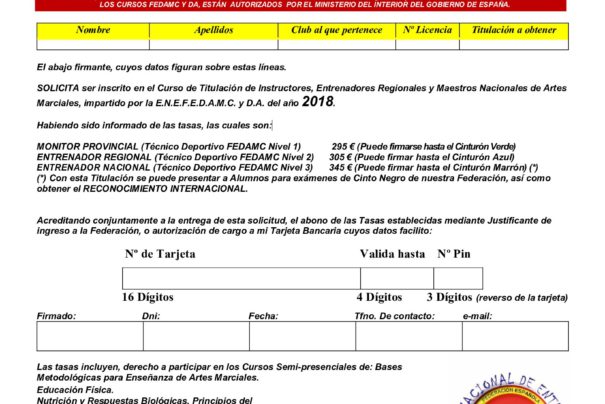 LOS CURSOS FEDAMC Y DA, ESTÁN AUTORIZADOS POR EL MINISTERIO DEL ÍNTERIOR DEL GOBIERNO DE ESPAÑA.
Nombre Apellidos Club al que pertenece Nº Licencia Titulación a obtener
El abajo firmante, cuyos datos figuran sobre estas líneas.
SOLICITA ser inscrito en el Curso de Titulación de Instructores, Entrenadores Regionales y Maestros Nacionales de Artes
Marciales, impartido por la E.N.E.F.E.D.A.M.C. y D.A. del año 2018.
Habiendo sido informado de las tasas, las cuales son:
MONITOR PROVINCIAL (Técnico Deportivo FEDAMC Nivel 1) 295 € (Puede firmarse hasta el Cinturón Verde)
ENTRENADOR REGIONAL (Técnico Deportivo FEDAMC Nivel 2) 305 € (Puede firmar hasta el Cinturón Azul)
ENTRENADOR NACIONAL (Técnico Deportivo FEDAMC Nivel 3) 345 € (Puede firmar hasta el Cinturón Marrón) (*)
(*) Con esta Titulación se puede presentar a Alumnos para exámenes de Cinto Negro de nuestra Federación, así como
obtener el RECONOCIMIENTO INTERNACIONAL.
Acreditando conjuntamente a la entrega de esta solicitud, el abono de las Tasas establecidas mediante Justificante de
ingreso a la Federación, o autorización de cargo a mi Tarjeta Bancaria cuyos datos facilito:
Nº de Tarjeta Valida hasta Nº Pin
16 Dígitos 4 Dígitos 3 Dígitos (reverso de la tarjeta)
Firmado: Dni: Fecha: Tfno. De contacto: e-mail:
Las tasas incluyen, derecho a participar en los Cursos Semi-presenciales de: Bases
Metodológicas para Enseñanza de Artes Marciales.
Educación Física.
Nutrición y Respuestas Biológicas, Principios del
CIONAL DE ENT
FEDERACIÓN ESPAÑOLA